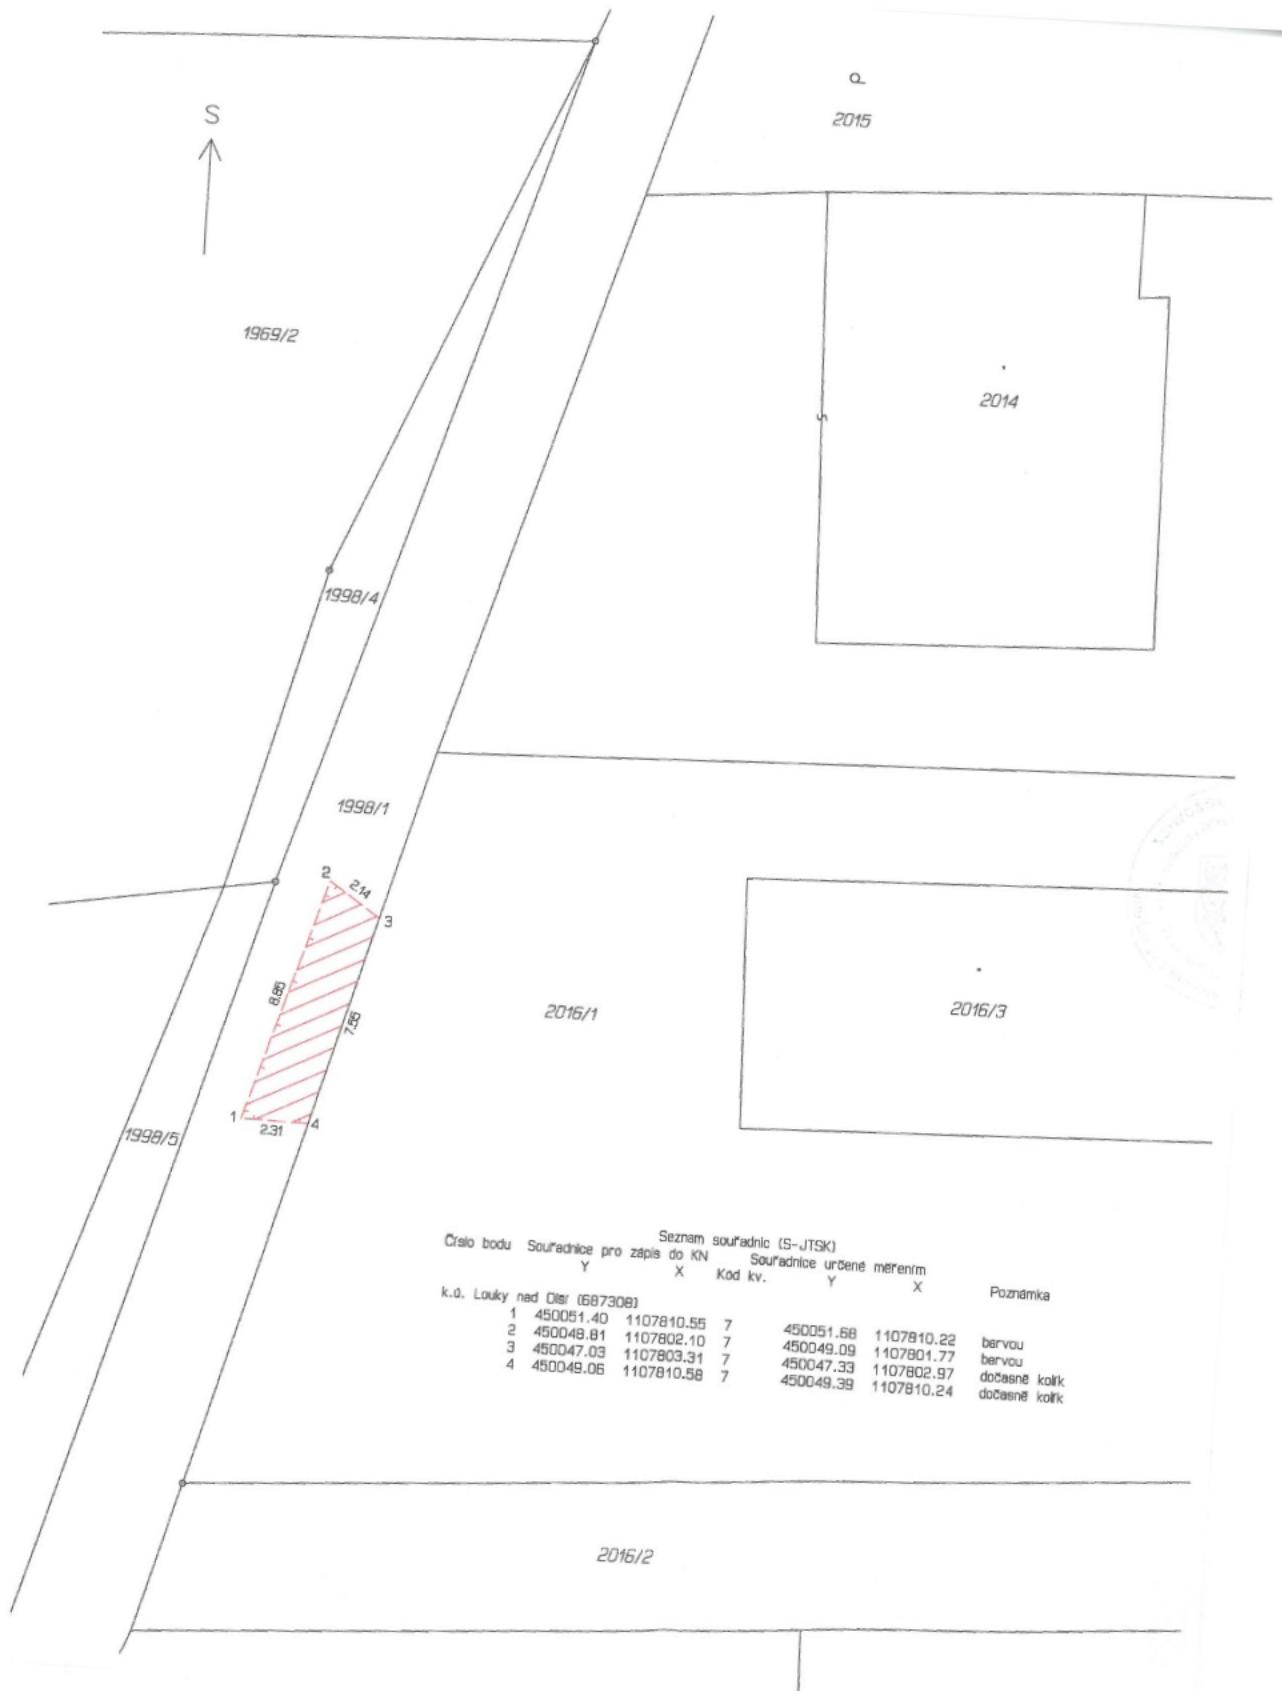 S
2015
1969/2
2014
1998/4
1998/1
2
2.14
3
8.85
7.55
2016/1
2016/3
1
2.31
4
1998/5
Seznam souřadnic (S-JTSK)
Číslo bodu Souřadnice pro zápis do KN Souřadnice určené měřením
Y X Kód kv. Y X Poznámka
k.ú. Louky nad Olší (687308)
1 450051.40 1107810.55 7 450051.68 1107810.22 barvou
2 450048.81 1107802.10 7 450049.09 1107801.77 barvou
3 450047.03 1107803.31 7 450047.33 1107802.97 dočasně kolík
4 450049.06 1107810.58 7 450049.39 1107810.24 dočasně kolík
2016/2